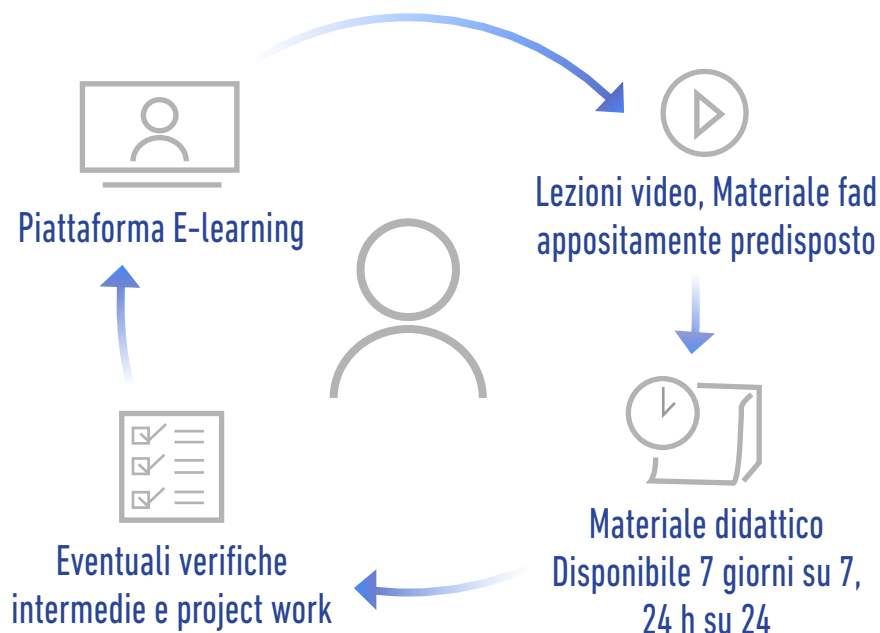 Piattaforma E-learning
Lezioni video, Materiale fad
appositamente predisposto
Materiale didattico
Disponibile 7 giorni su 7,
24 h su 24
Eventuali verifiche
intermedie e project work